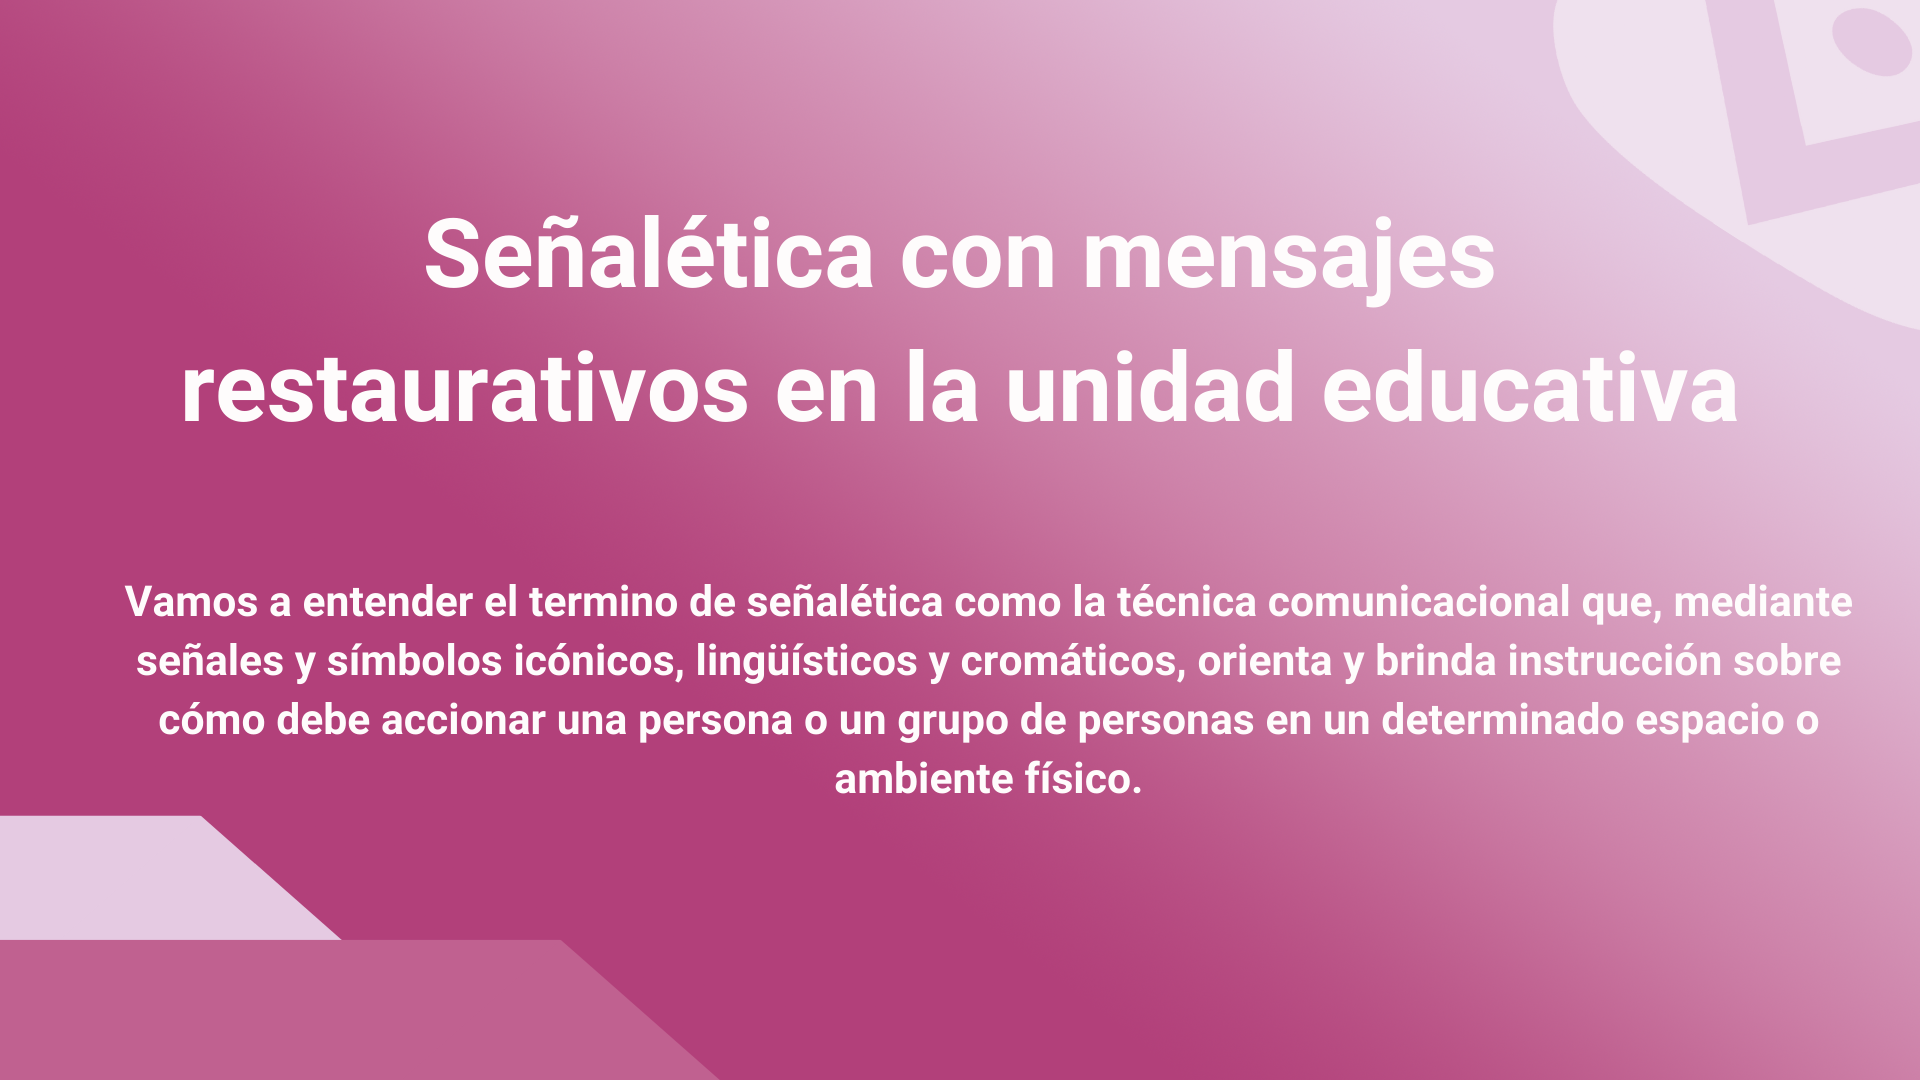 Señalética con mensajes
restaurativos en la unidad educativa
Vamos a entender el termino de señalética como la técnica comunicacional que, mediante
señales y símbolos icónicos, lingüísticos y cromáticos, orienta y brinda instrucción sobre
cómo debe accionar una persona o un grupo de personas en un determinado espacio o
ambiente físico.